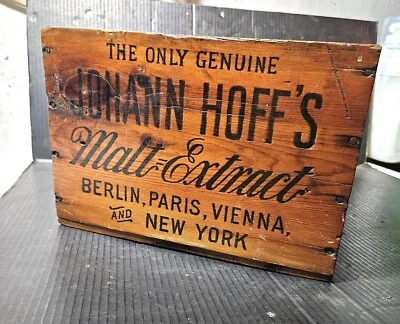 THE ONLY GENUINE
JOHANN HOFF'S
Malt-Extract
BERLIN, PARIS, VIENNA,
AND NEW YORK